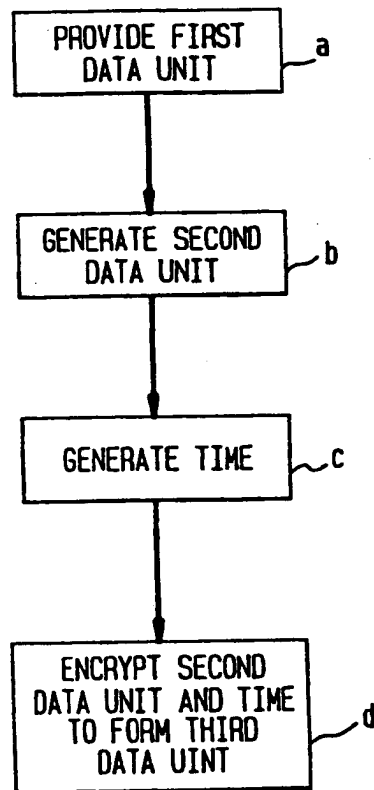 PROVIDE FIRST
DATA UNIT
a
GENERATE SECOND
DATA UNIT
b
GENERATE TIME
c
ENCRYPT SECOND
DATA UNIT AND TIME
TO FORM THIRD
DATA UINT
d